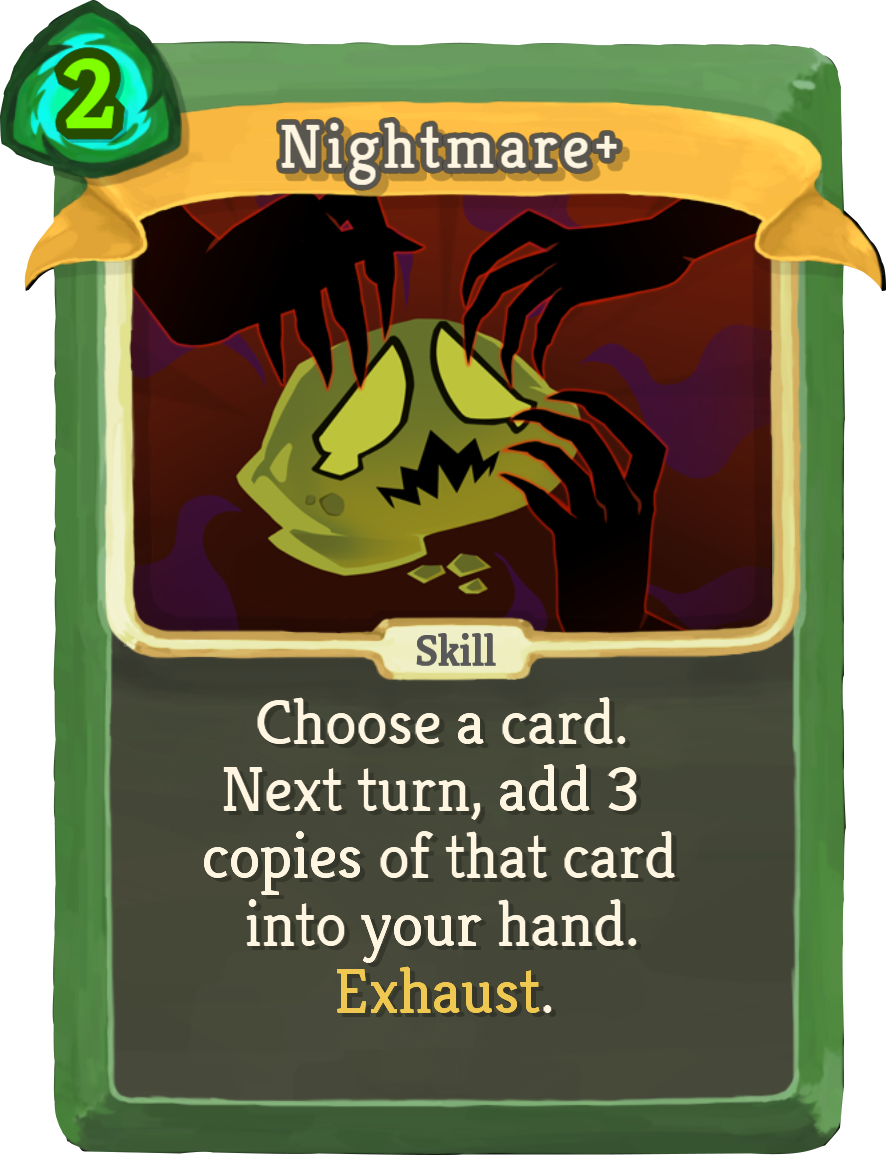 2
Nightmare+
Skill
Choose a card.
Next turn, add 3
copies of that card
into your hand.
Exhaust.